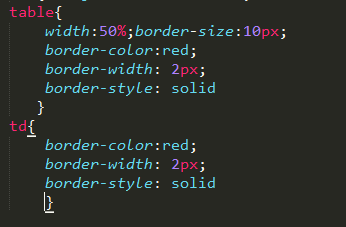 table{
width:50%;border-size:10px;
border-color:red;
border-width: 2px;
border-style: solid
}
td{
border-color:red;
border-width: 2px;
border-style: solid
}